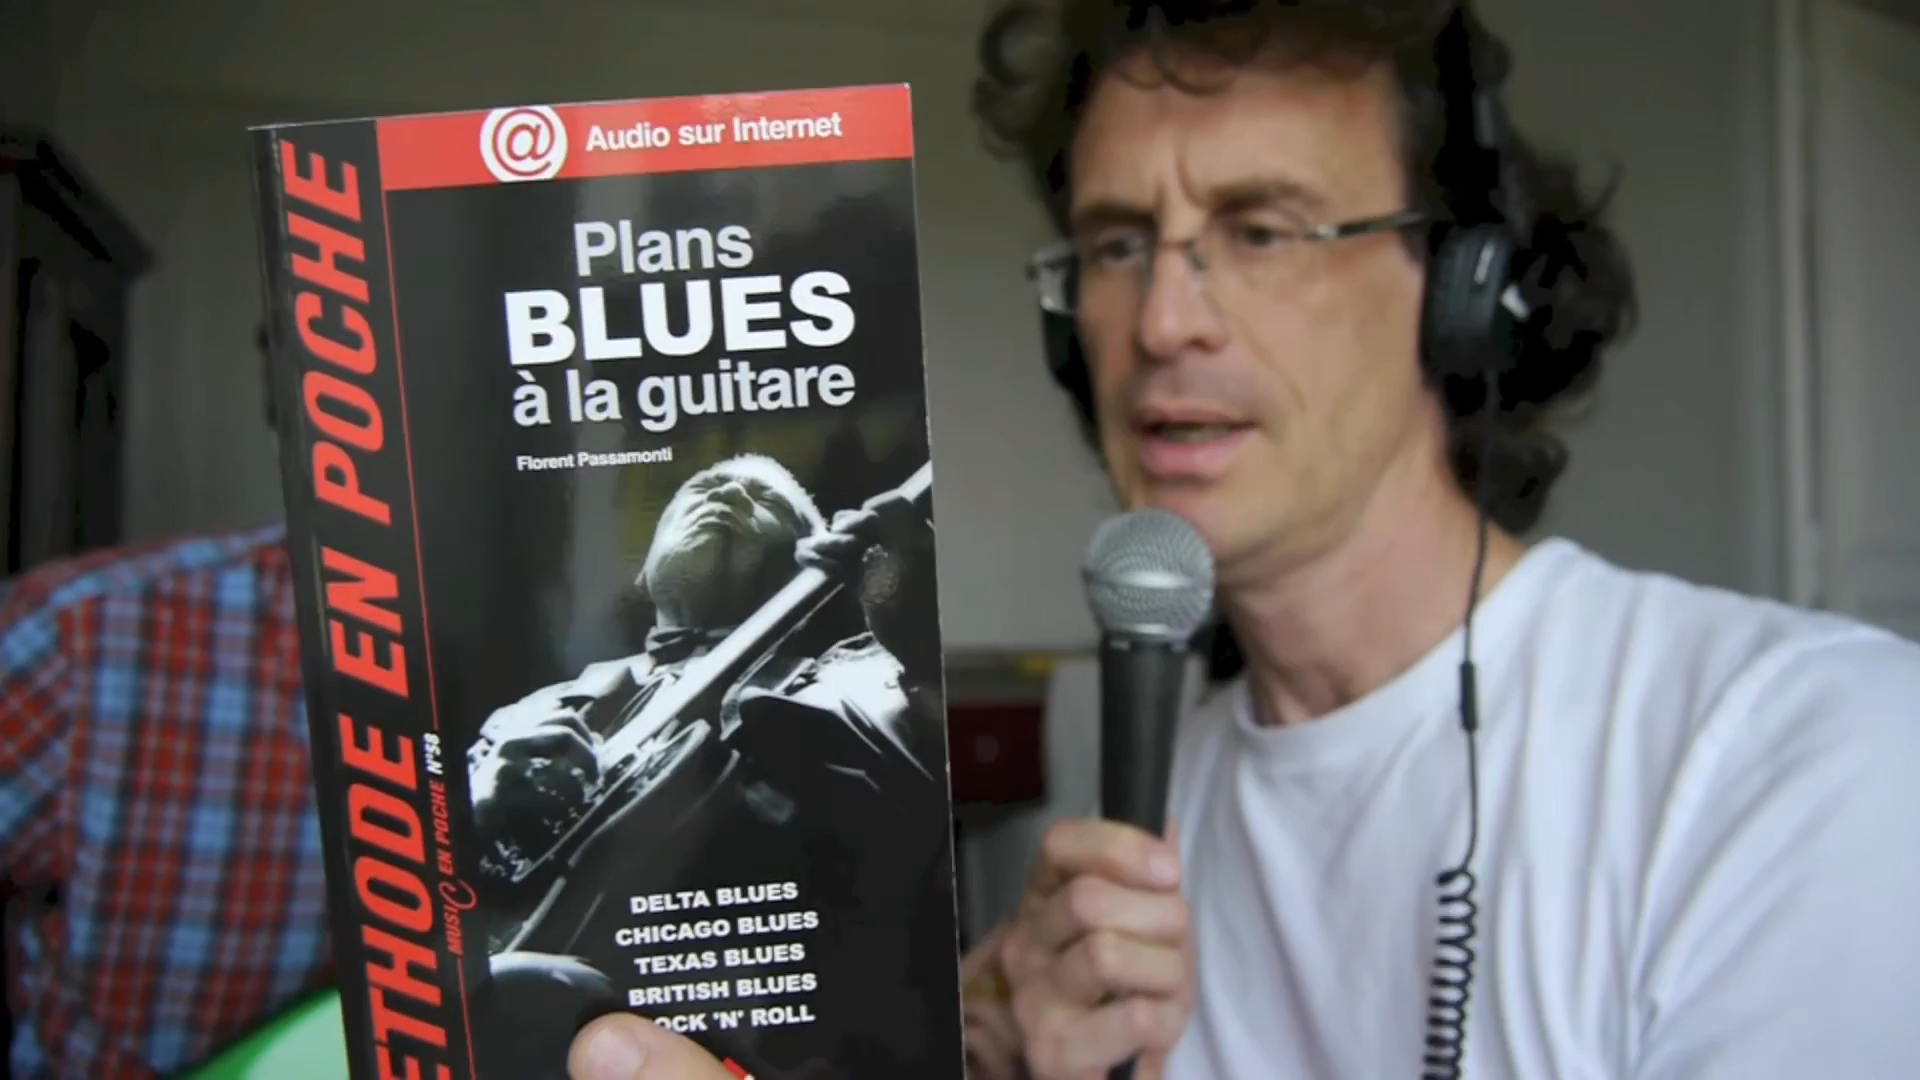 @ Audio sur Internet
Plans
BLUES
à la guitare
Florent Passamonti
DELTA BLUES
CHICAGO BLUES
TEXAS BLUES
BRITISH BLUES
OCK 'N' ROLL
ETHODE EN POCHE
MUSIC EN POCHE N°58